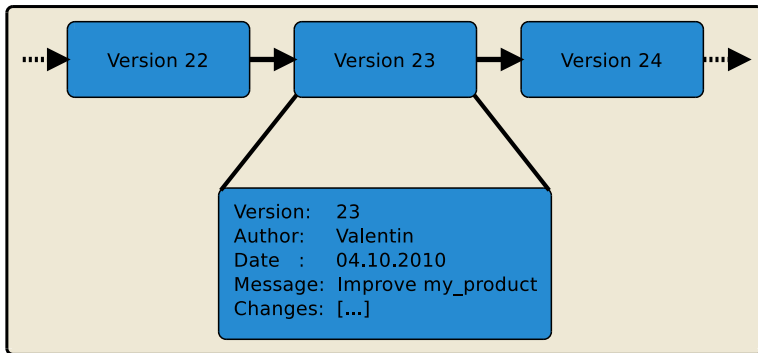 Version 22
Version 23
Version 24
Version: 23
Author: Valentin
Date : 04.10.2010
Message: Improve my_product
Changes: [...]